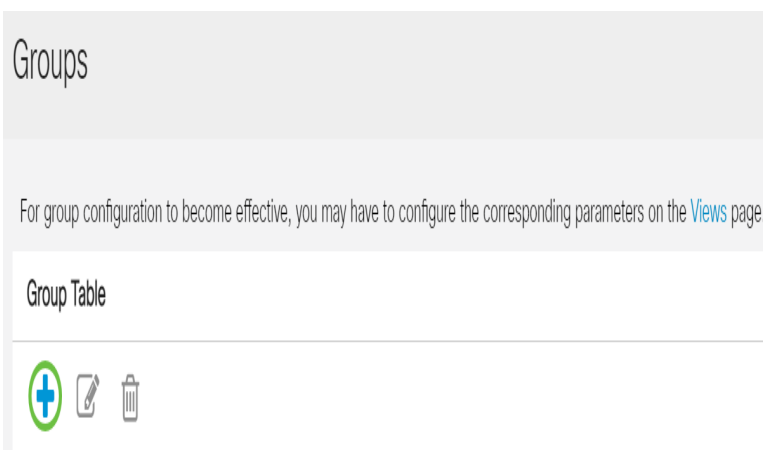 Groups
For group configuration to become effective, you may have to configure the corresponding parameters on the Views page.
Group Table